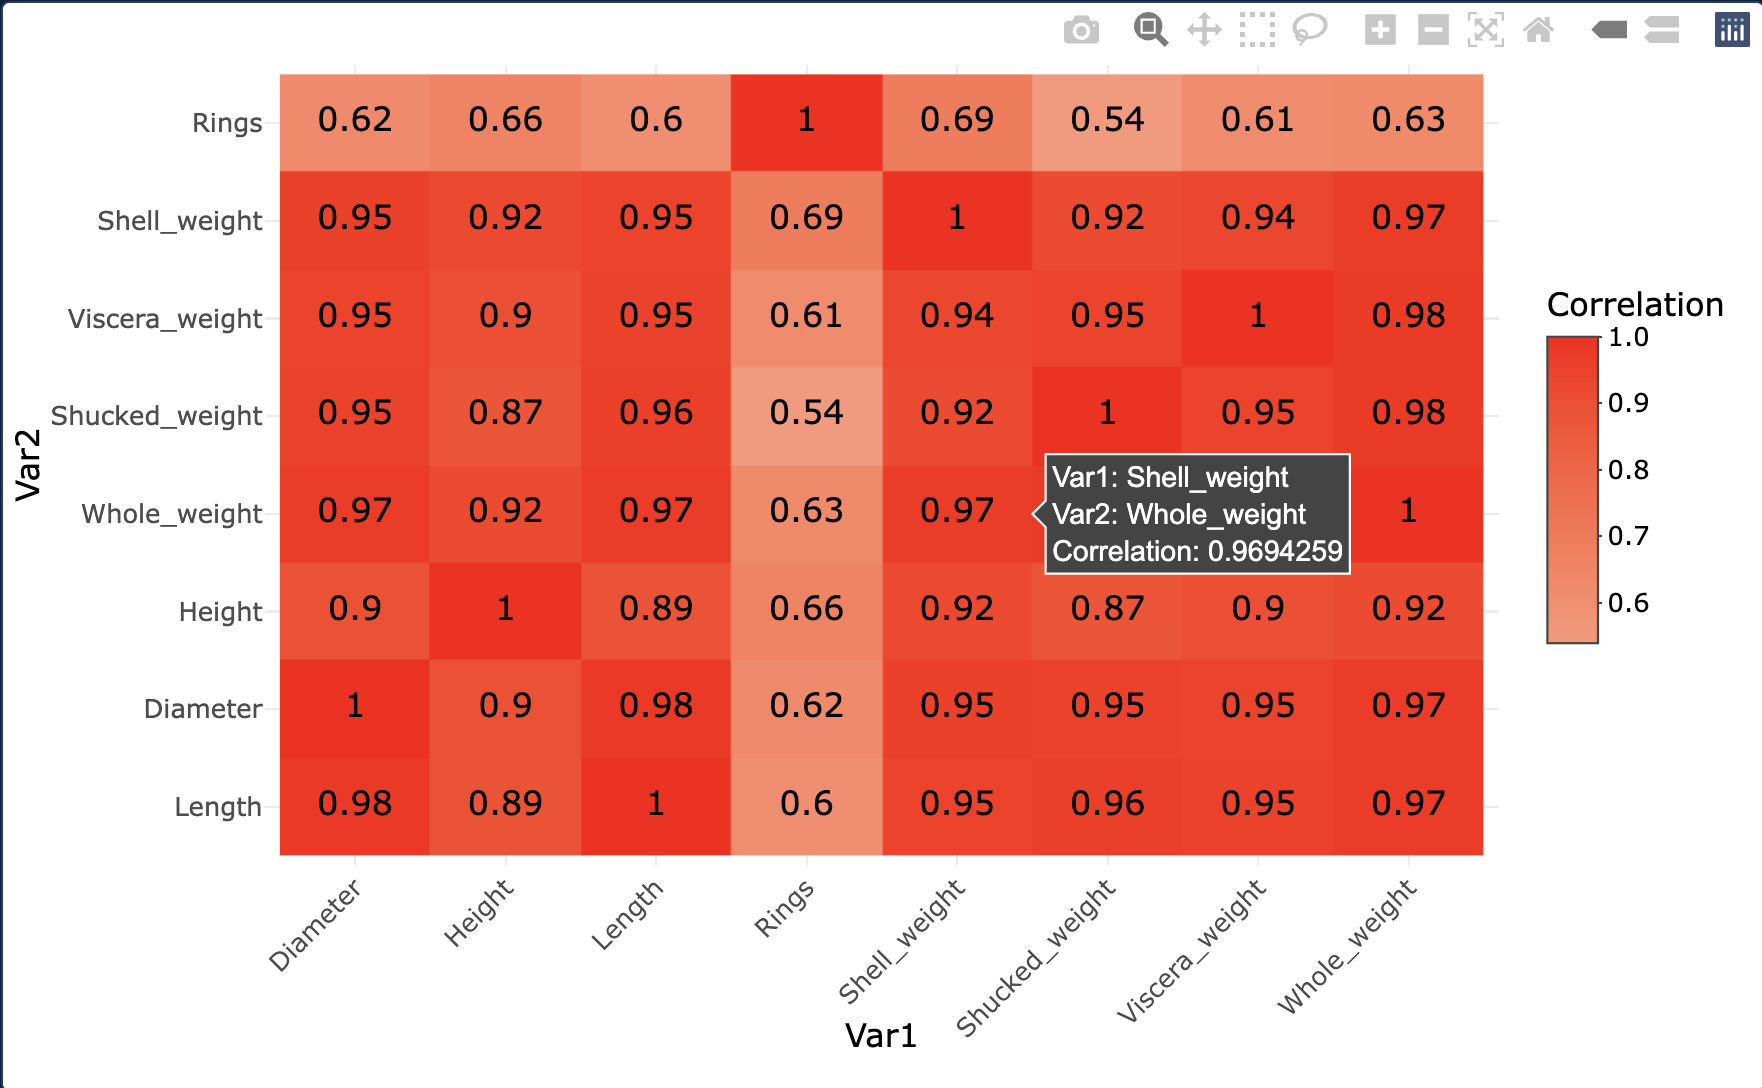 Rings 0.62 0.66 0.6 1 0.69 0.54 0.61 0.63
Shell_weight 0.95 0.92 0.95 0.69 1 0.92 0.94 0.97
Viscera_weight 0.95 0.9 0.95 0.61 0.94 0.95 1 0.98
Shucked_weight 0.95 0.87 0.96 0.54 0.92 1 0.95 0.98
Whole_weight 0.97 0.92 0.97 0.63 0.97 1
Height 0.9 1 0.89 0.66 0.92 0.87 0.9 0.92
Diameter 1 0.9 0.98 0.62 0.95 0.95 0.95 0.97
Length 0.98 0.89 1 0.6 0.95 0.96 0.95 0.97
Var1: Shell_weight
Var2: Whole_weight
Correlation: 0.9694259
Var2
Diameter Height Length Rings Shell_weight Shucked_weight Viscera_weight Whole_weight
Var1
Correlation
1.0
0.9
0.8
0.7
0.6